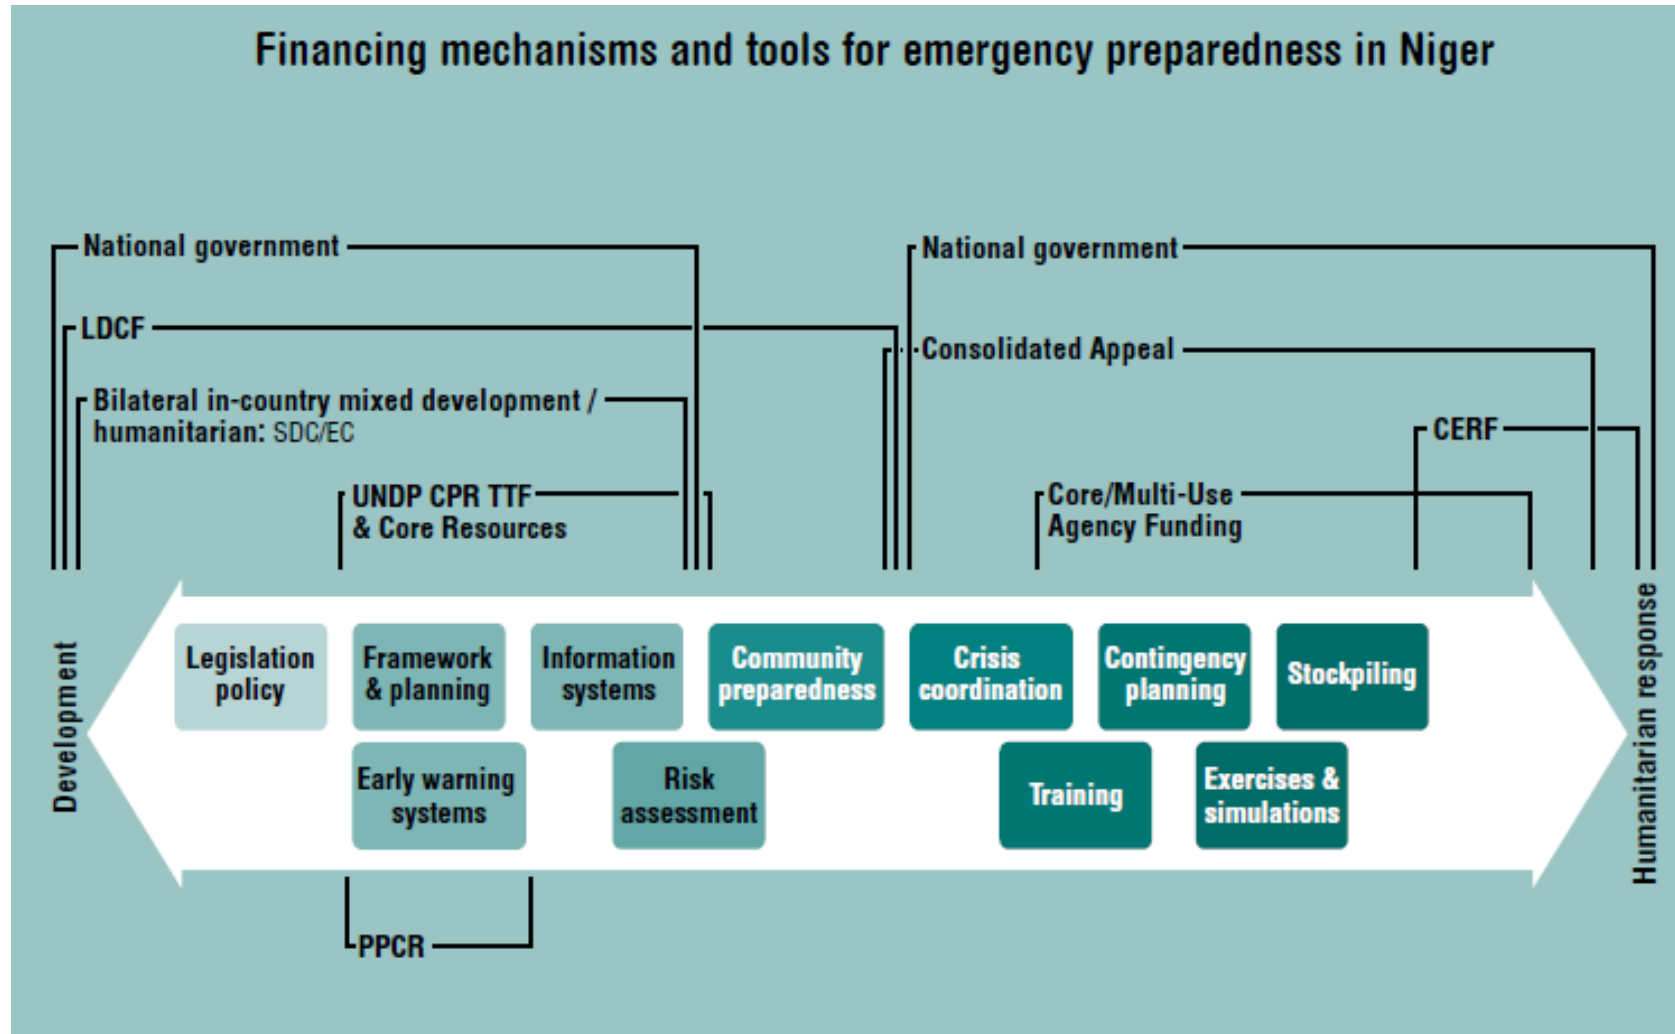 Financing mechanisms and tools for emergency preparedness in Niger
National government
National government
LDCF
Consolidated Appeal
Bilateral in-country mixed development /
humanitarian: SDC/EC
CERF
UNDP CPR TTF
& Core Resources
Core/Multi-Use
Agency Funding
Development
Legislation
policy
Framework
& planning
Information
systems
Community
preparedness
Crisis
coordination
Contingency
planning
Stockpiling
Early warning
systems
Risk
assessment
Training
Exercises &
simulations
Humanitarian response
PPCR